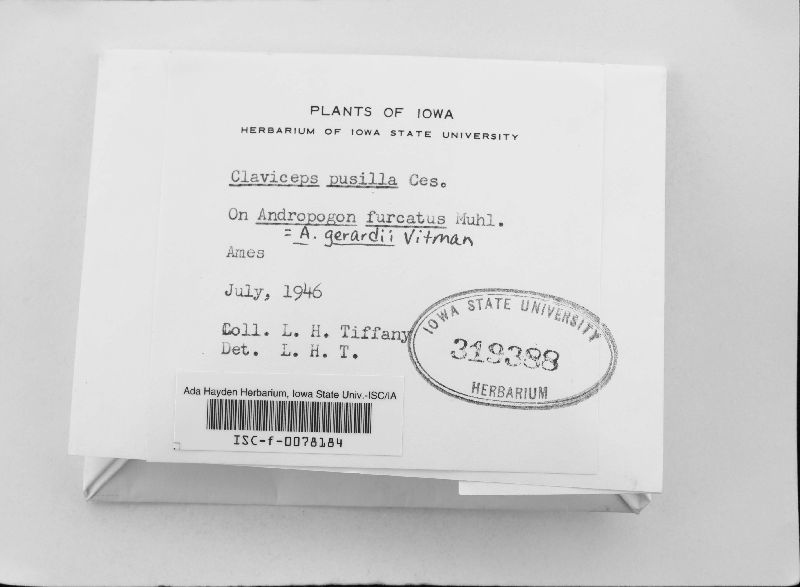 PLANTS OF IOWA
HERBARIUM OF IOWA STATE UNIVERSITY
Claviceps pusilla Ces.
On Andropogon furcatus Muhl.
= A. gerardii Vitman
Ames
July, 1946
Coll. L. H. Tiffany
Det. L. H. T.
IOWA STATE UNIVERSITY
319388
HERBARIUM
Ada Hayden Herbarium, Iowa State Univ.-ISC/IA
ISC-f-0078184